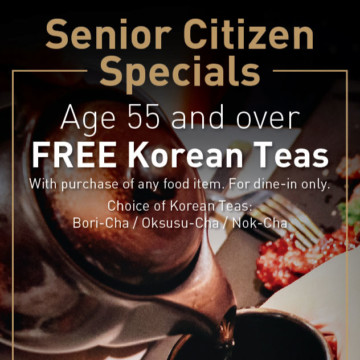 Senior Citizen
Specials
Age 55 and over
FREE Korean Teas
With purchase of any food item. For dine-in only.
Choice of Korean Teas:
Bori-Cha / Oksusu-Cha / Nok-Cha